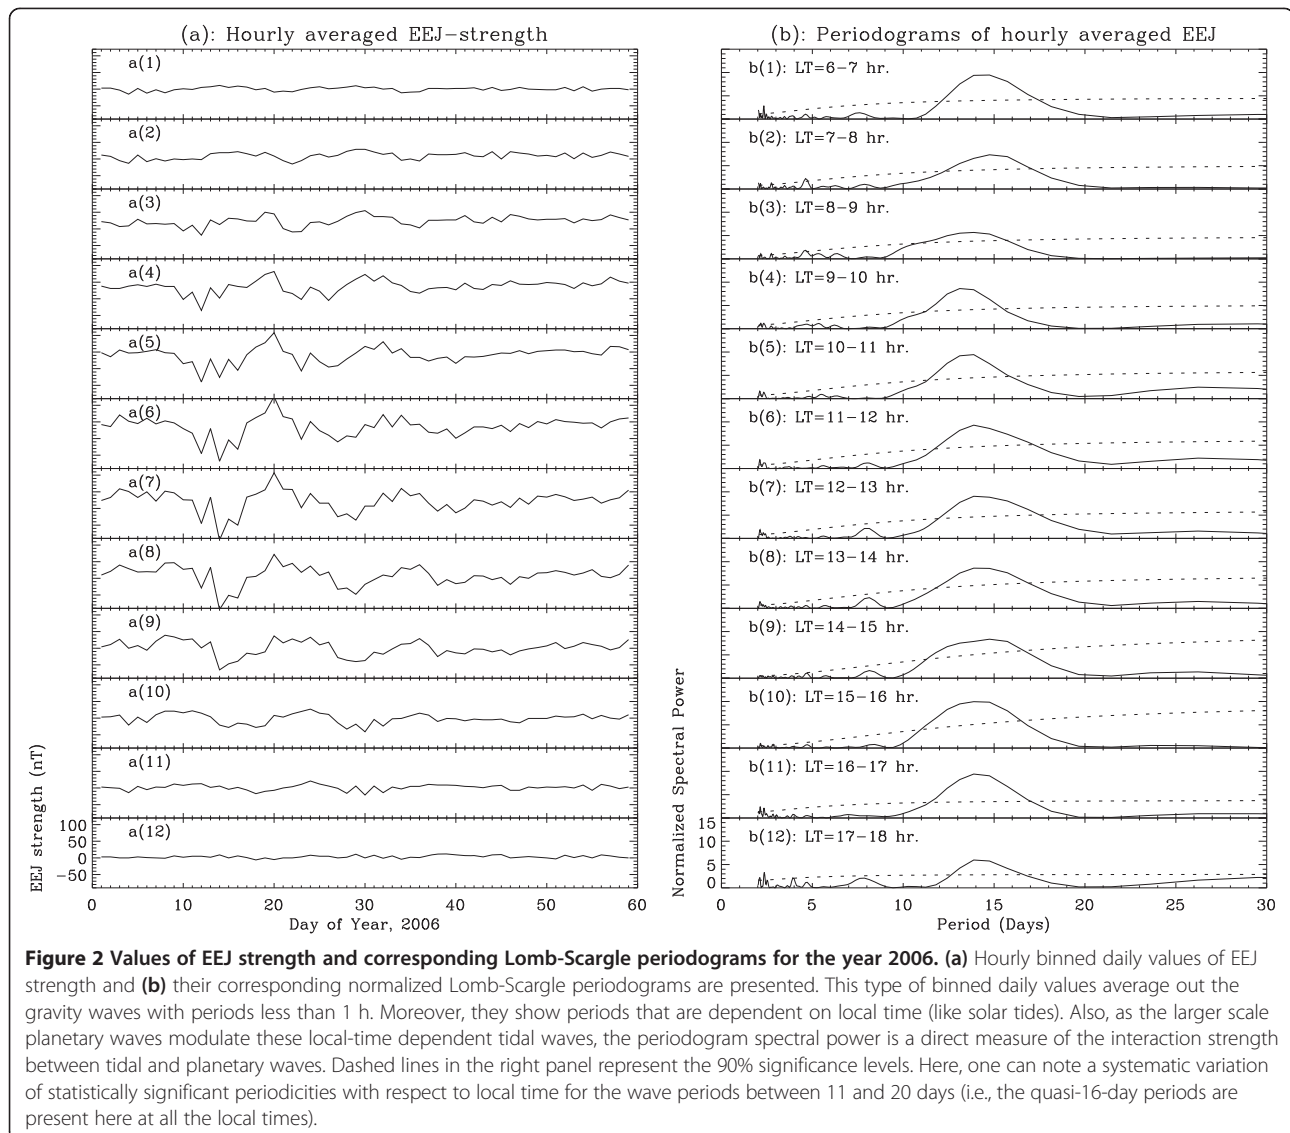 (a): Hourly averaged EEJ-strength
a(1)
a(2)
a(3)
a(4)
a(5)
a(6)
a(7)
a(8)
a(9)
a(10)
a(11)
a(12)
EEJ strength (nT)
100
50
0
−50
0 10 20 30 40 50 60
Day of Year, 2006
(b): Periodograms of hourly averaged EEJ
b(1): LT=6−7 hr.
b(2): LT=7−8 hr.
b(3): LT=8−9 hr.
b(4): LT=9−10 hr.
b(5): LT=10−11 hr.
b(6): LT=11−12 hr.
b(7): LT=12−13 hr.
b(8): LT=13−14 hr.
b(9): LT=14−15 hr.
b(10): LT=15−16 hr.
b(11): LT=16−17 hr.
b(12): LT=17−18 hr.
Normalized Spectral Power
15
10
5
0
0 5 10 15 20 25 30
Period (Days)
Figure 2 Values of EEJ strength and corresponding Lomb-Scargle periodograms for the year 2006. (a) Hourly binned daily values of EEJ
strength and (b) their corresponding normalized Lomb-Scargle periodograms are presented. This type of binned daily values average out the
gravity waves with periods less than 1 h. Moreover, they show periods that are dependent on local time (like solar tides). Also, as the larger scale
planetary waves modulate these local-time dependent tidal waves, the periodogram spectral power is a direct measure of the interaction strength
between tidal and planetary waves. Dashed lines in the right panel represent the 90% significance levels. Here, one can note a systematic variation
of statistically significant periodicities with respect to local time for the wave periods between 11 and 20 days (i.e., the quasi-16-day periods are
present here at all the local times).